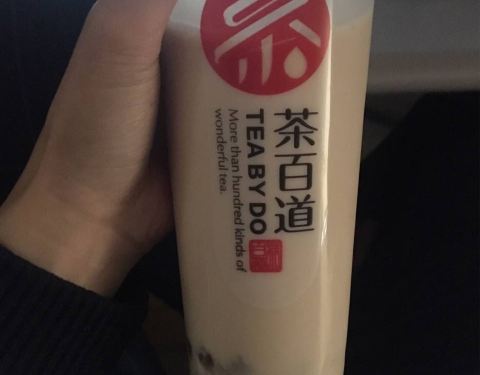 茶百道
TEA BY DO
More than hundred kinds of
wonderful tea.